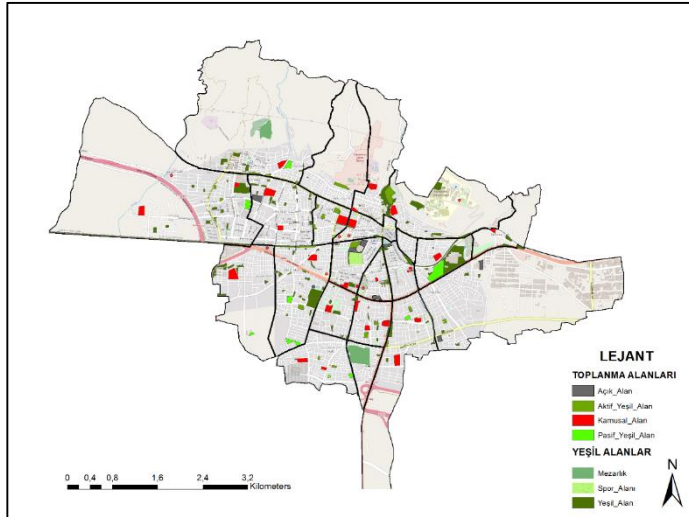 LEJANT
TOPLANMA ALANLARI
Açık_Alan
Aktif_Yeşil_Alan
Kamusal_Alan
Pasif_Yeşil_Alan
YEŞİL ALANLAR
Mezarlık
Spor_Alanı
Yeşil_Alan
N
0 0,4 0,8 1,6 2,4 3,2
Kilometers